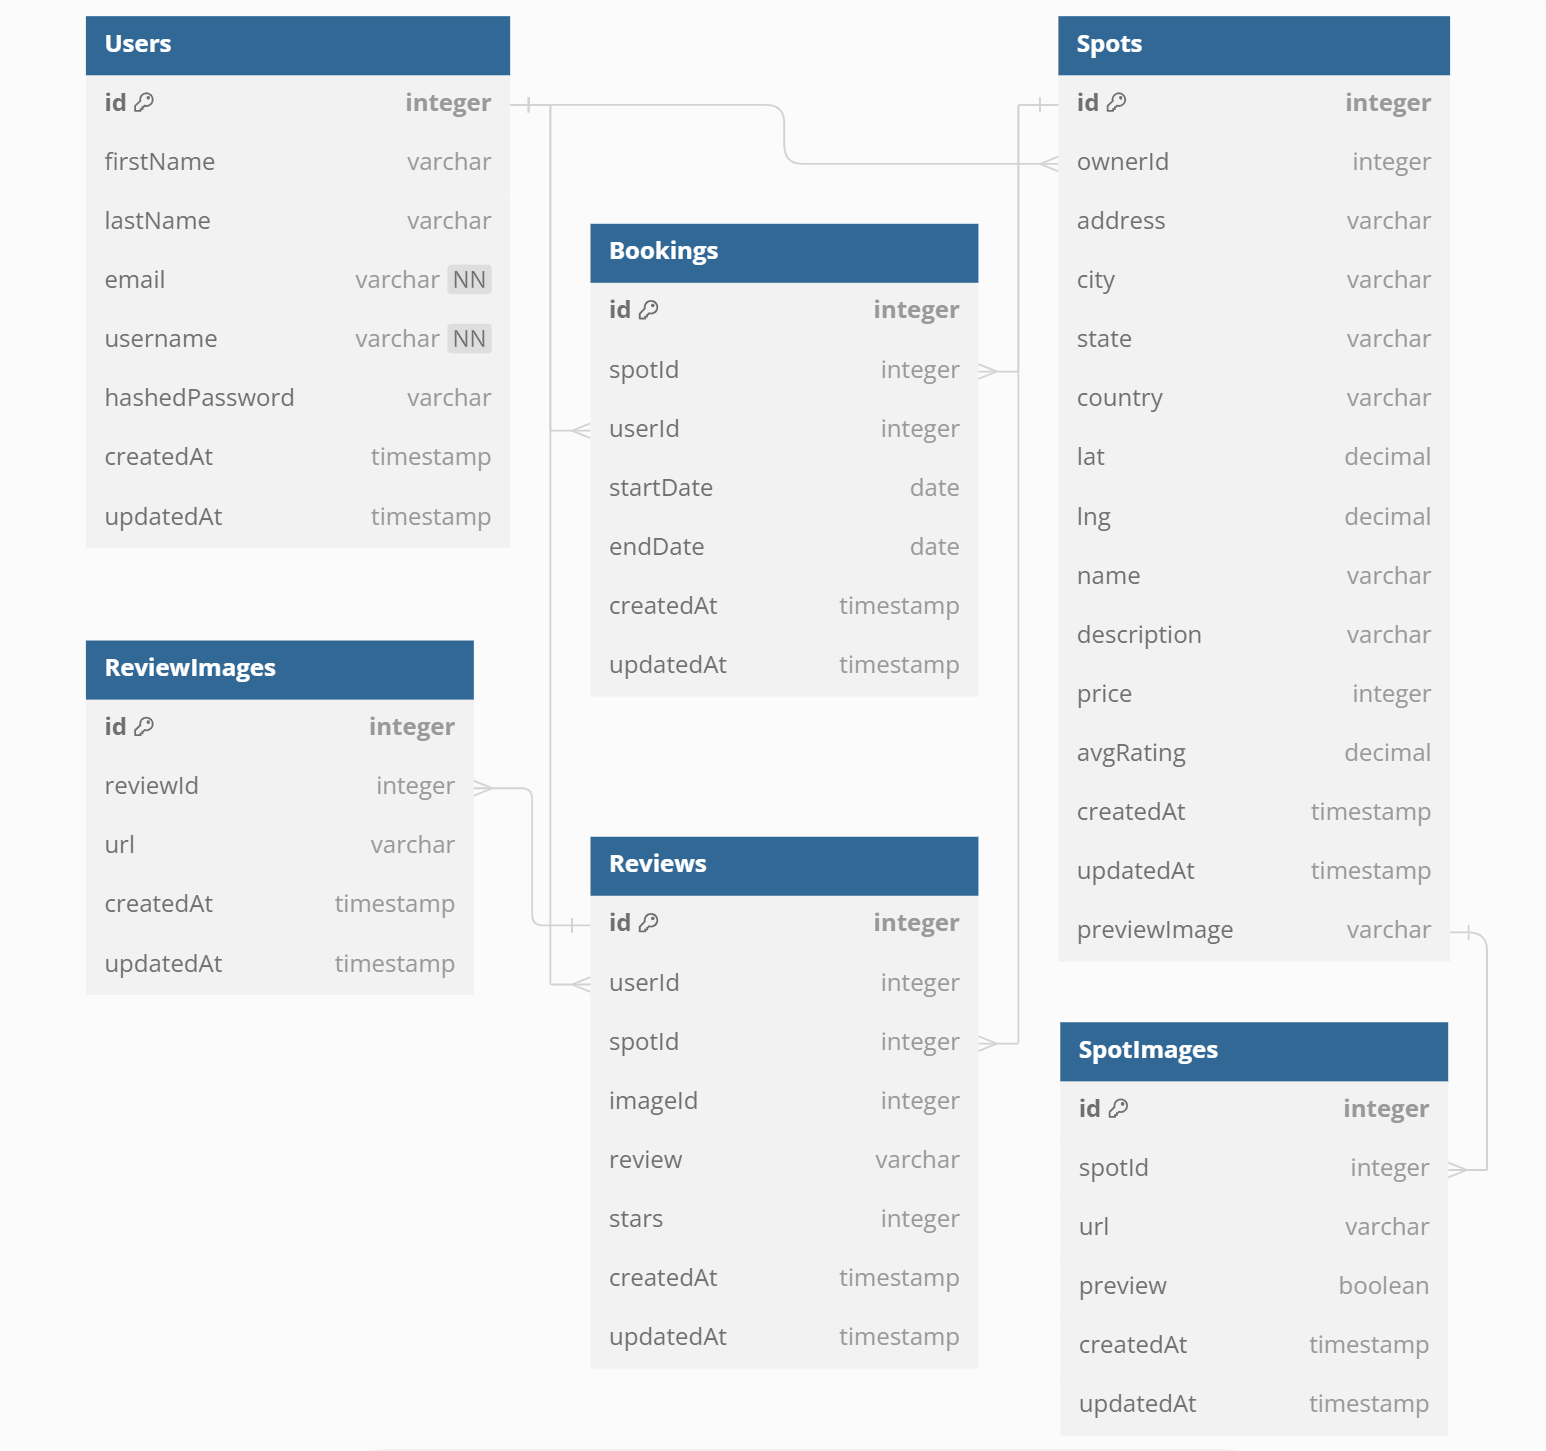 Users
id integer
firstName varchar
lastName varchar
email varchar NN
username varchar NN
hashedPassword varchar
createdAt timestamp
updatedAt timestamp
Spots
id integer
ownerId integer
address varchar
city varchar
state varchar
country varchar
lat decimal
lng decimal
name varchar
description varchar
price integer
avgRating decimal
createdAt timestamp
updatedAt timestamp
previewImage varchar
Bookings
id integer
spotId integer
userId integer
startDate date
endDate date
createdAt timestamp
updatedAt timestamp
ReviewImages
id integer
reviewId integer
url varchar
createdAt timestamp
updatedAt timestamp
Reviews
id integer
userId integer
spotId integer
imageId integer
review varchar
stars integer
createdAt timestamp
updatedAt timestamp
SpotImages
id integer
spotId integer
url varchar
preview boolean
createdAt timestamp
updatedAt timestamp